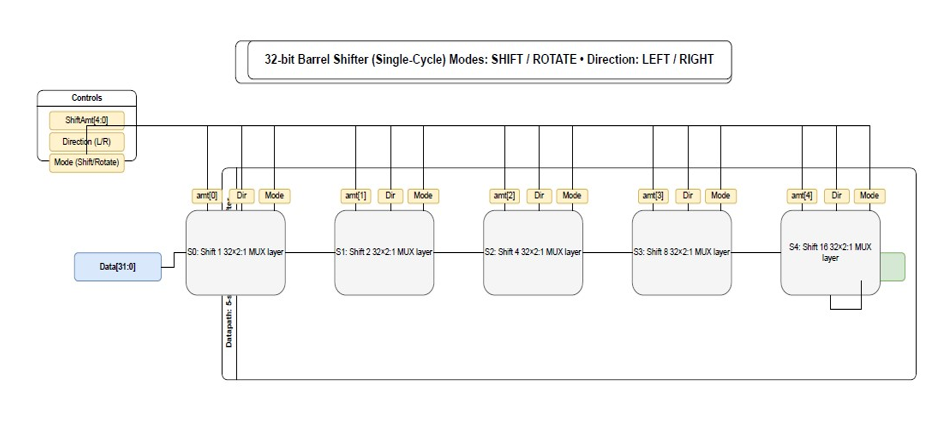 32-bit Barrel Shifter (Single-Cycle) Modes: SHIFT / ROTATE • Direction: LEFT / RIGHT
Controls
ShiftAmt[4:0]
Direction (L/R)
Mode (Shift/Rotate)
amt[0] Dir Mode
amt[1] Dir Mode
amt[2] Dir Mode
amt[3] Dir Mode
amt[4] Dir Mode
Data[31:0]
S0: Shift 1 32×2:1 MUX layer
S1: Shift 2 32×2:1 MUX layer
S2: Shift 4 32×2:1 MUX layer
S3: Shift 8 32×2:1 MUX layer
S4: Shift 16 32×2:1 MUX
layer
Datapath: